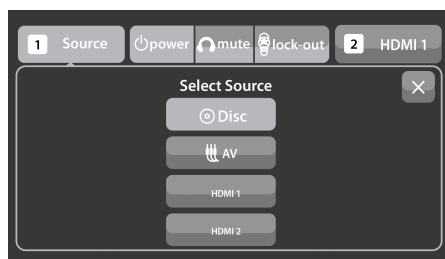 1 Source power mute lock-out 2 HDMI 1
Select Source
Disc
AV
HDMI 1
HDMI 2